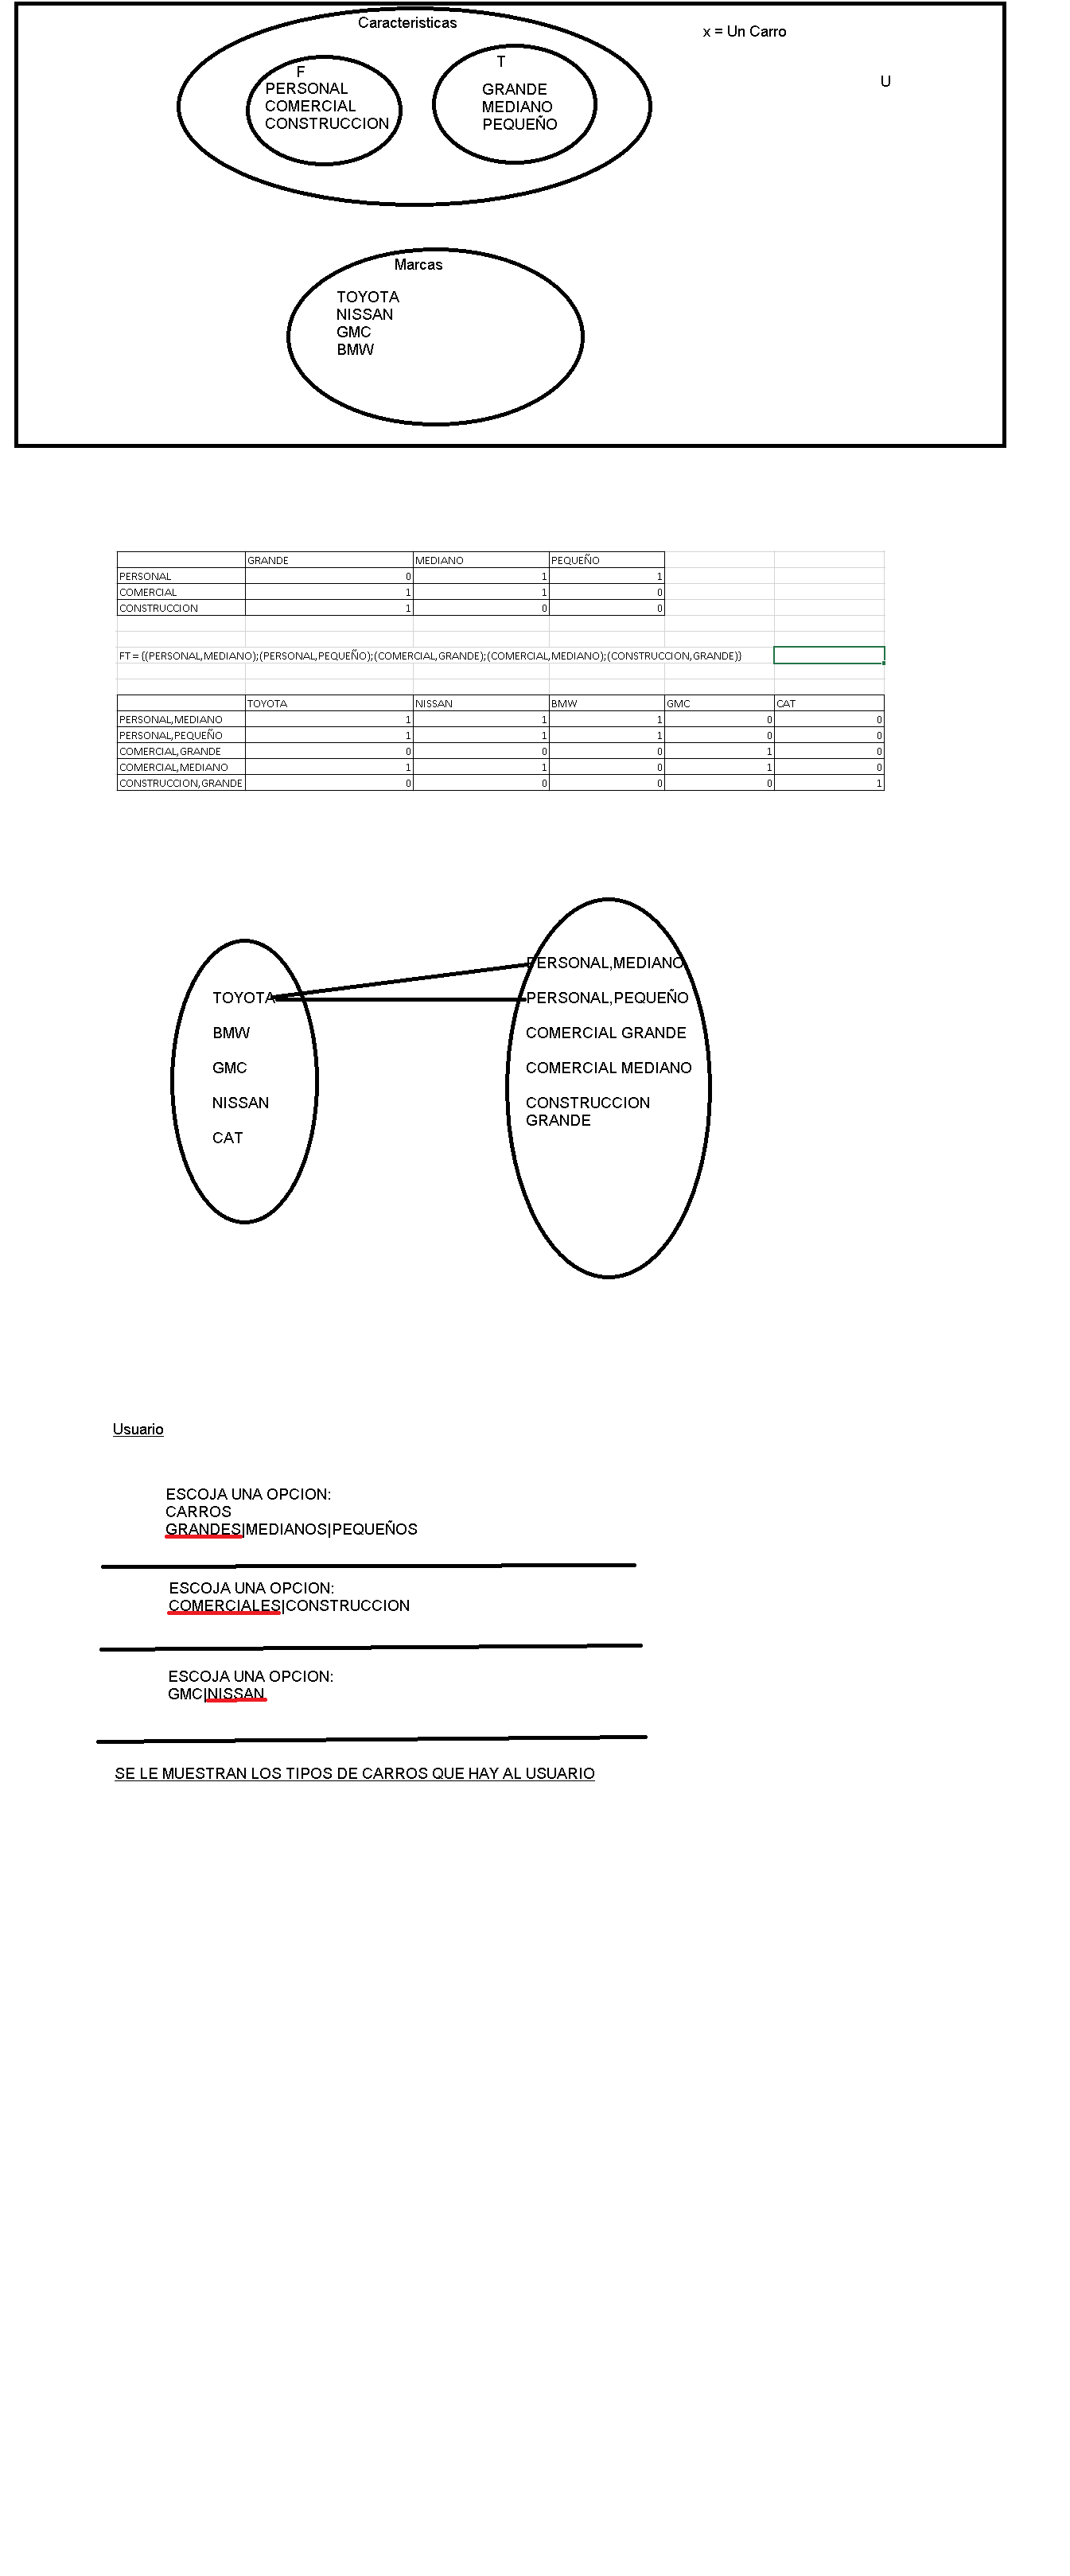 Caracteristicas
x = Un Carro
U
F
PERSONAL
COMERCIAL
CONSTRUCCION
T
GRANDE
MEDIANO
PEQUEÑO
Marcas
TOYOTA
NISSAN
GMC
BMW
GRANDE MEDIANO PEQUEÑO
PERSONAL 0 1 1
COMERCIAL 1 1 0
CONSTRUCCION 1 0 0
FT = {(PERSONAL,MEDIANO);(PERSONAL,PEQUEÑO);(COMERCIAL,GRANDE);(COMERCIAL,MEDIANO);(CONSTRUCCION,GRANDE)}
TOYOTA NISSAN BMW GMC CAT
PERSONAL,MEDIANO 1 1 1 0 0
PERSONAL,PEQUEÑO 1 1 1 0 0
COMERCIAL,GRANDE 0 0 0 1 0
COMERCIAL,MEDIANO 1 1 0 1 0
CONSTRUCCION,GRANDE 0 0 0 0 1
TOYOTA
BMW
GMC
NISSAN
CAT
PERSONAL,MEDIANO
PERSONAL,PEQUEÑO
COMERCIAL GRANDE
COMERCIAL MEDIANO
CONSTRUCCION
GRANDE
Usuario
ESCOJA UNA OPCION:
CARROS
GRANDES|MEDIANOS|PEQUEÑOS
ESCOJA UNA OPCION:
COMERCIALES|CONSTRUCCION
ESCOJA UNA OPCION:
GMC|NISSAN
SE LE MUESTRAN LOS TIPOS DE CARROS QUE HAY AL USUARIO